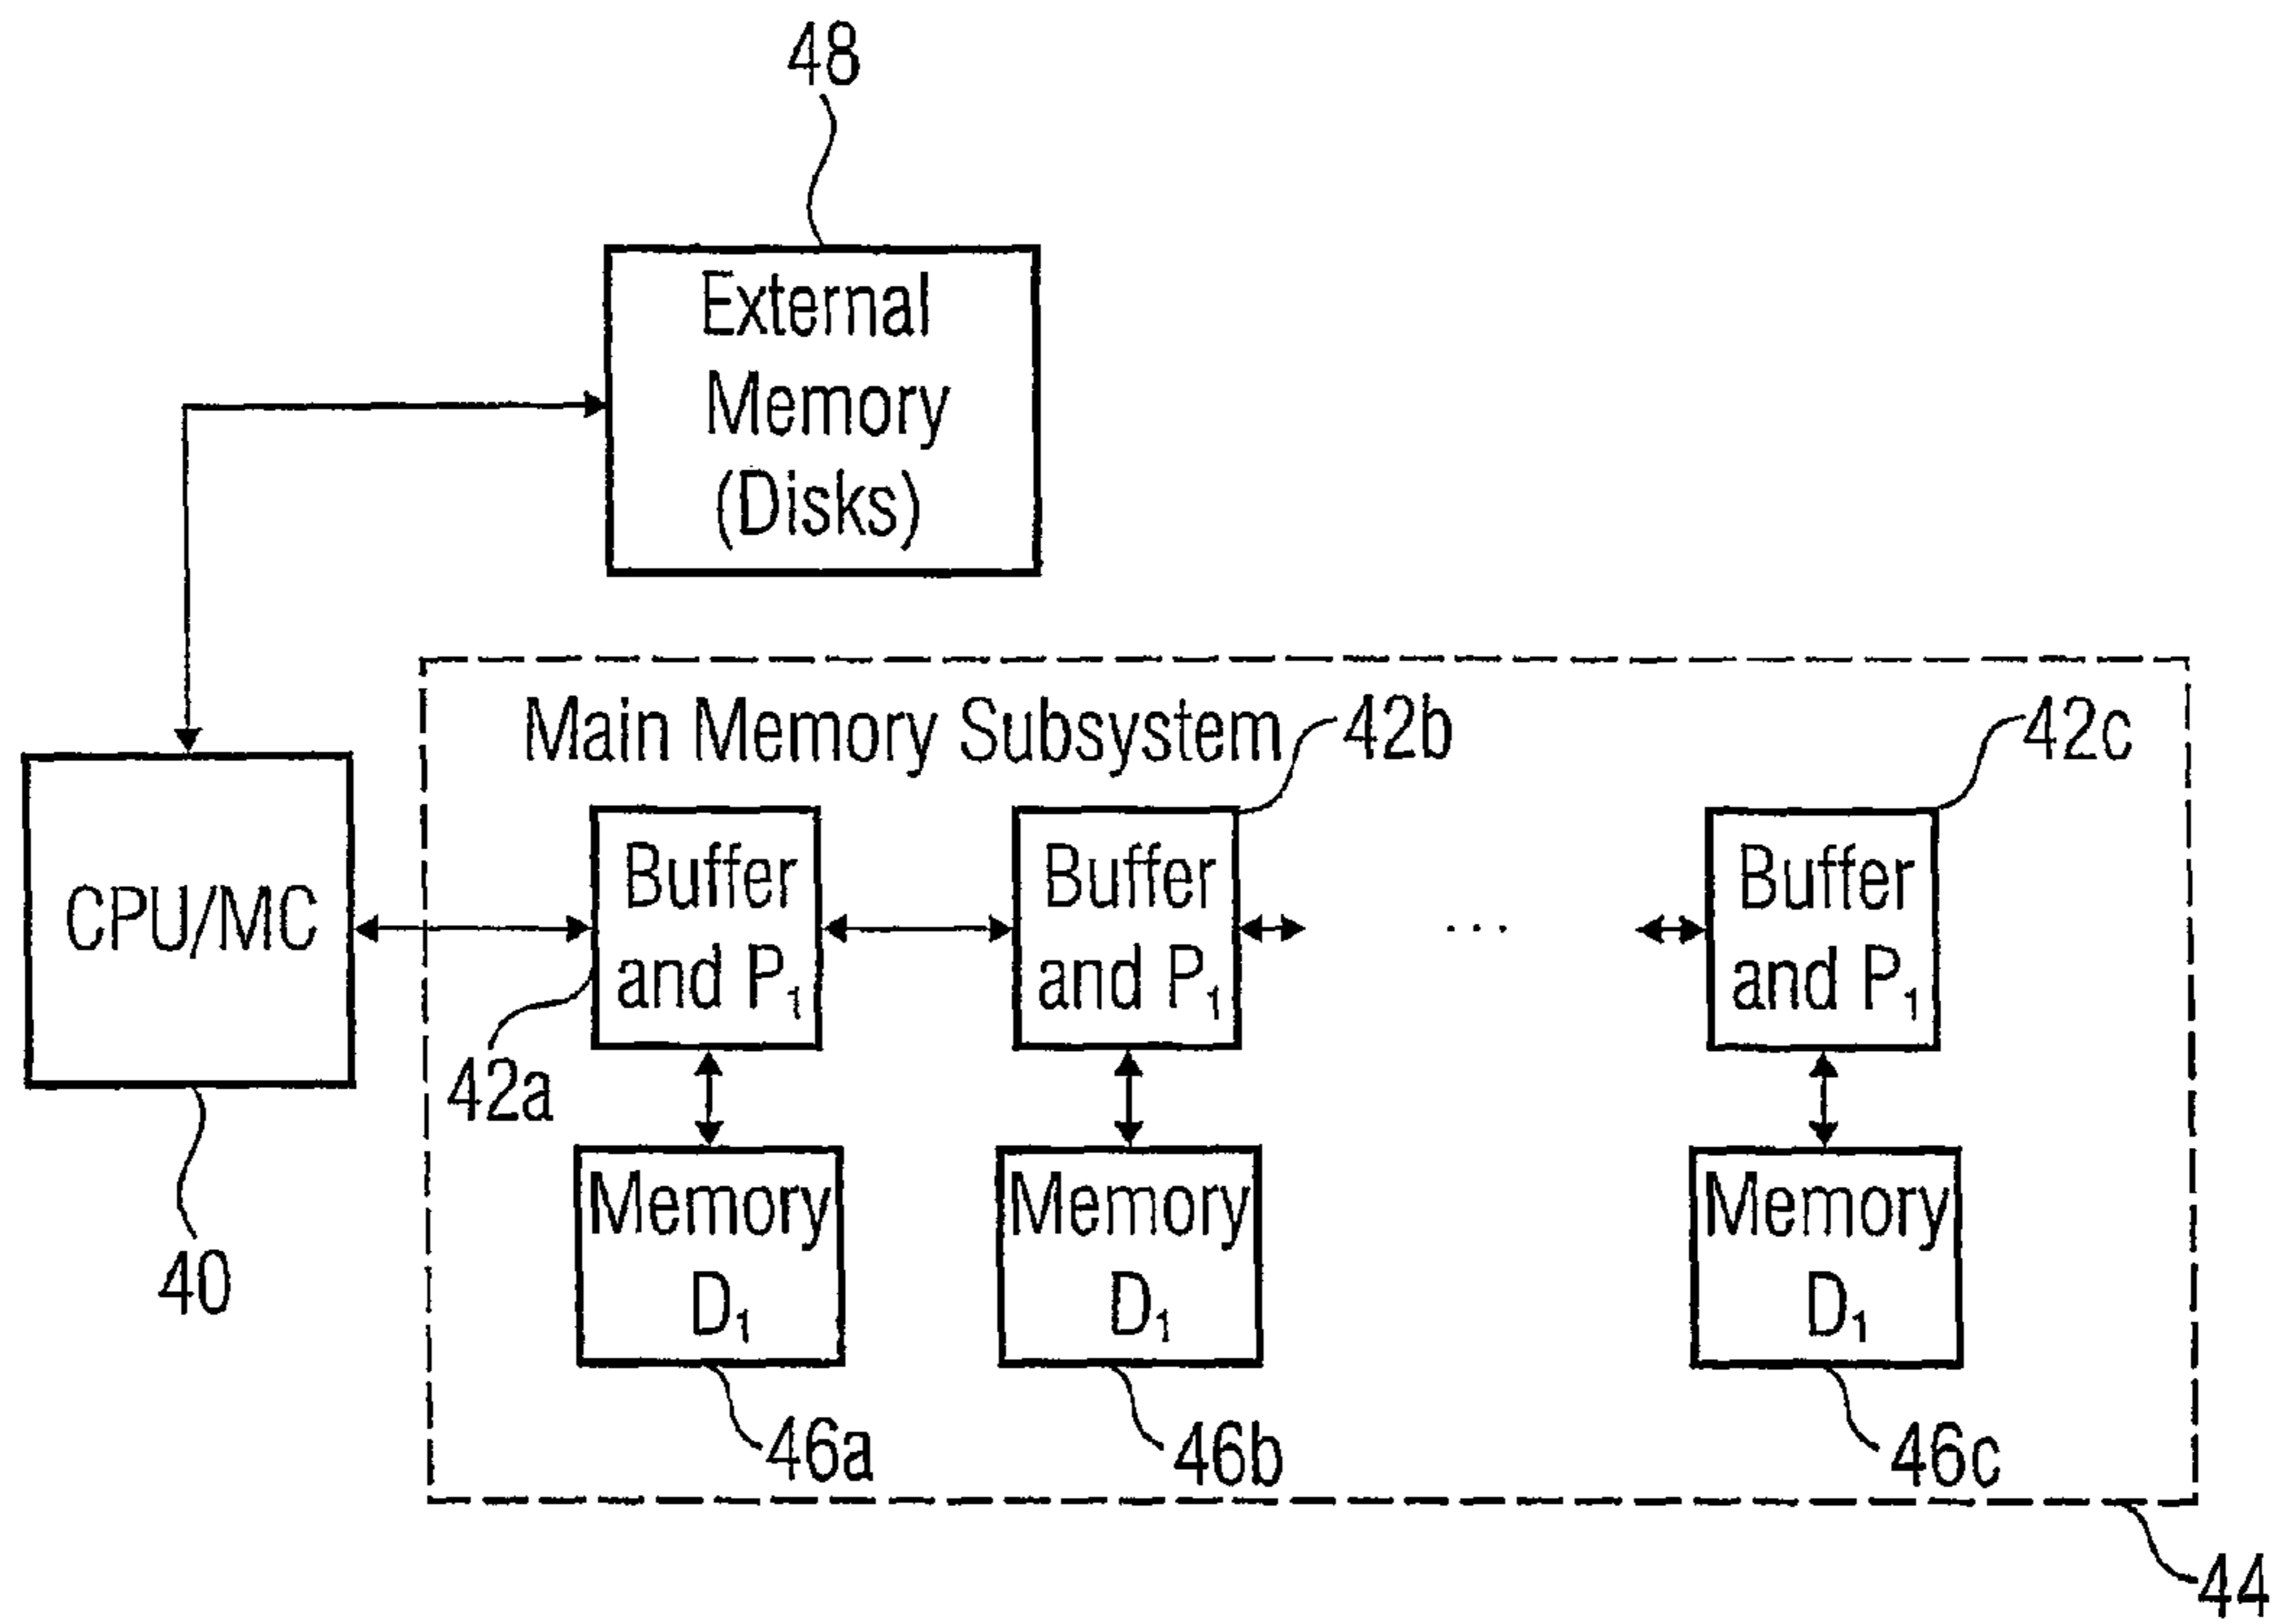 48
External
Memory
(Disks)
Main Memory Subsystem
42b
42c
CPU/MC
Buffer
and P₁
Buffer
and P₁
...
Buffer
and P₁
42a
40
Memory
D₁
Memory
D₁
Memory
D₁
46a
46b
46c
44